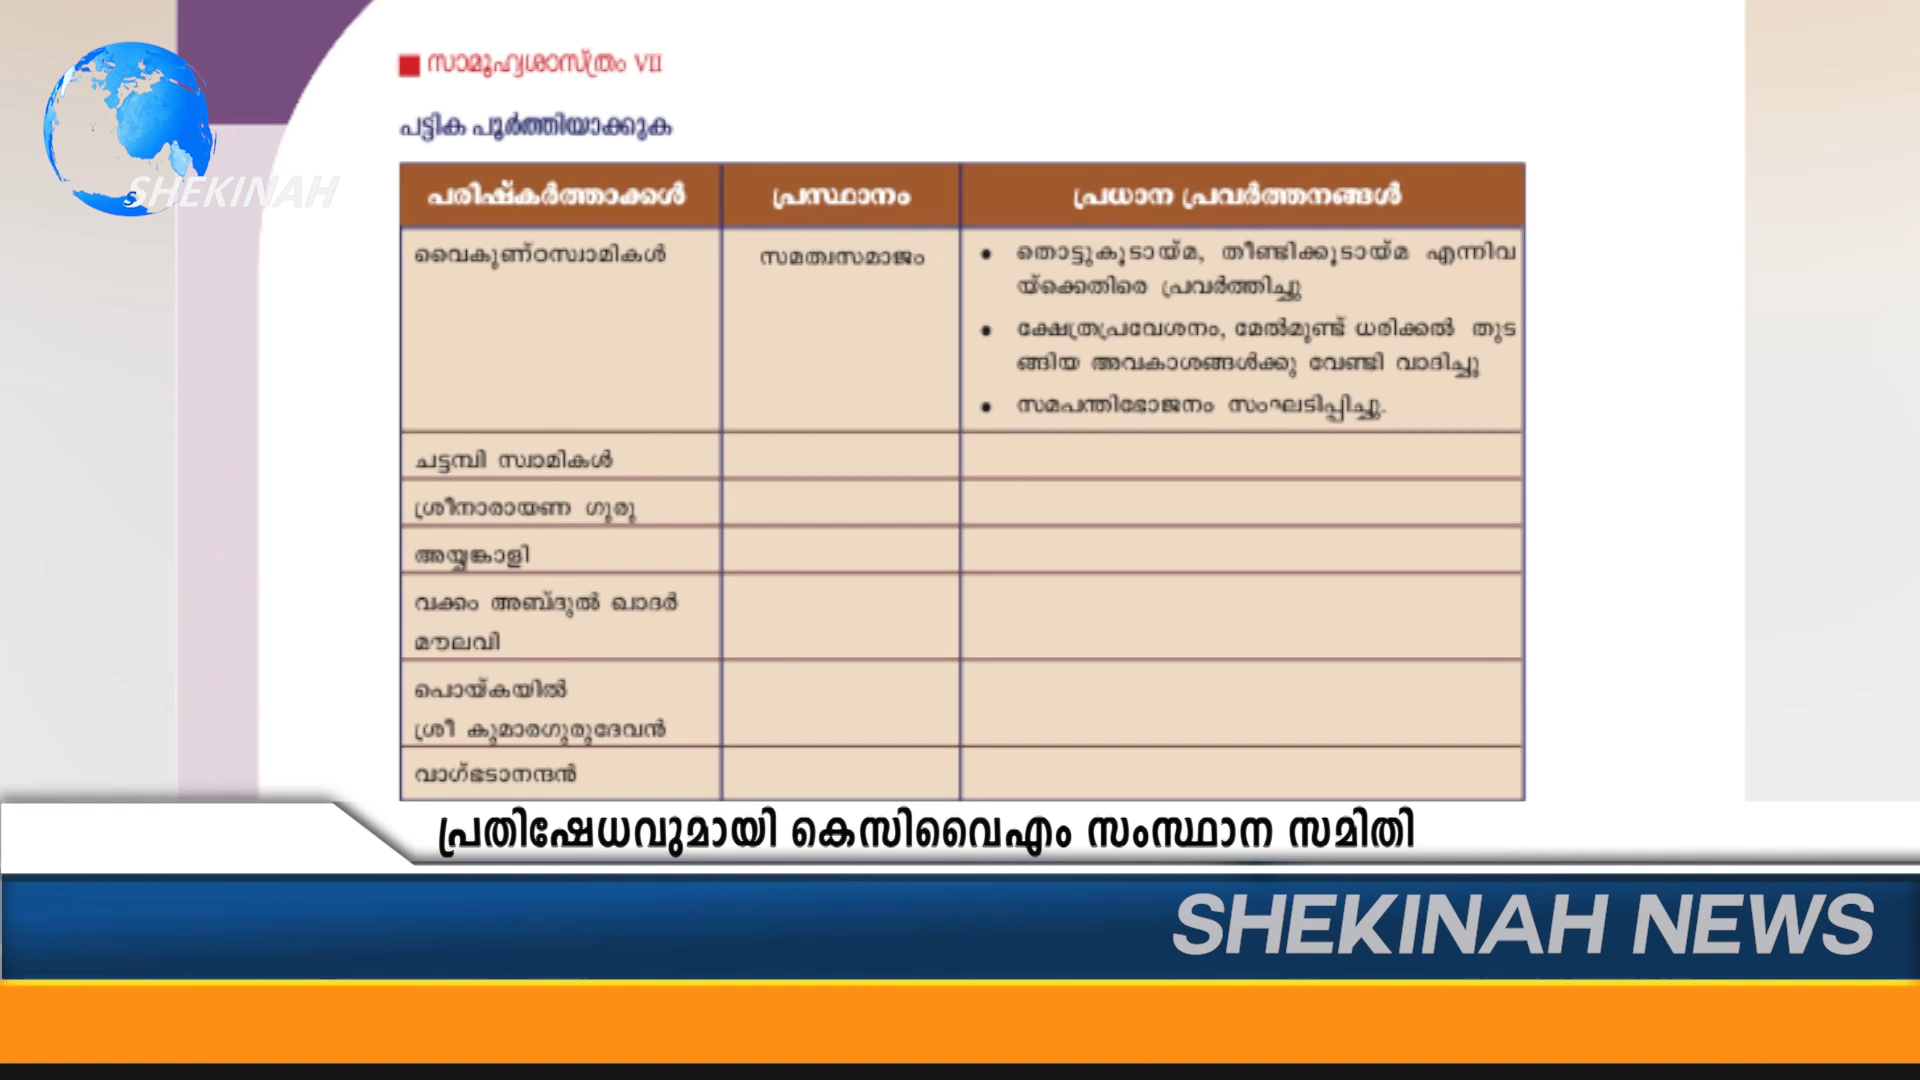 SHEKINAH
സാമൂഹ്യശാസ്ത്രം VII
പട്ടിക പൂർത്തിയാക്കുക
പരിഷ്കർത്താക്കൾ
പ്രസ്ഥാനം
പ്രധാന പ്രവർത്തനങ്ങൾ
വൈകുണ്ഠസ്വാമികൾ
സമത്വസമാജം
• തൊട്ടുകൂടായ്മ, തീണ്ടിക്കൂടായ്മ എന്നിവ
യ്ക്കെതിരെ പ്രവർത്തിച്ചു
• ക്ഷേത്രപ്രവേശനം, മേൽമുണ്ട് ധരിക്കൽ തുട
ങ്ങിയ അവകാശങ്ങൾക്കു വേണ്ടി വാദിച്ചു
• സമപന്തിഭോജനം സംഘടിപ്പിച്ചു.
ചട്ടമ്പി സ്വാമികൾ
ശ്രീനാരായണ ഗുരു
അയ്യങ്കാളി
വക്കം അബ്ദുൽ ഖാദർ
മൗലവി
പൊയ്കയിൽ
ശ്രീ കുമാരഗുരുദേവൻ
വാഗ്ഭടാനന്ദൻ
പ്രതിഷേധവുമായി കെസിവൈഎം സംസ്ഥാന സമിതി
SHEKINAH NEWS